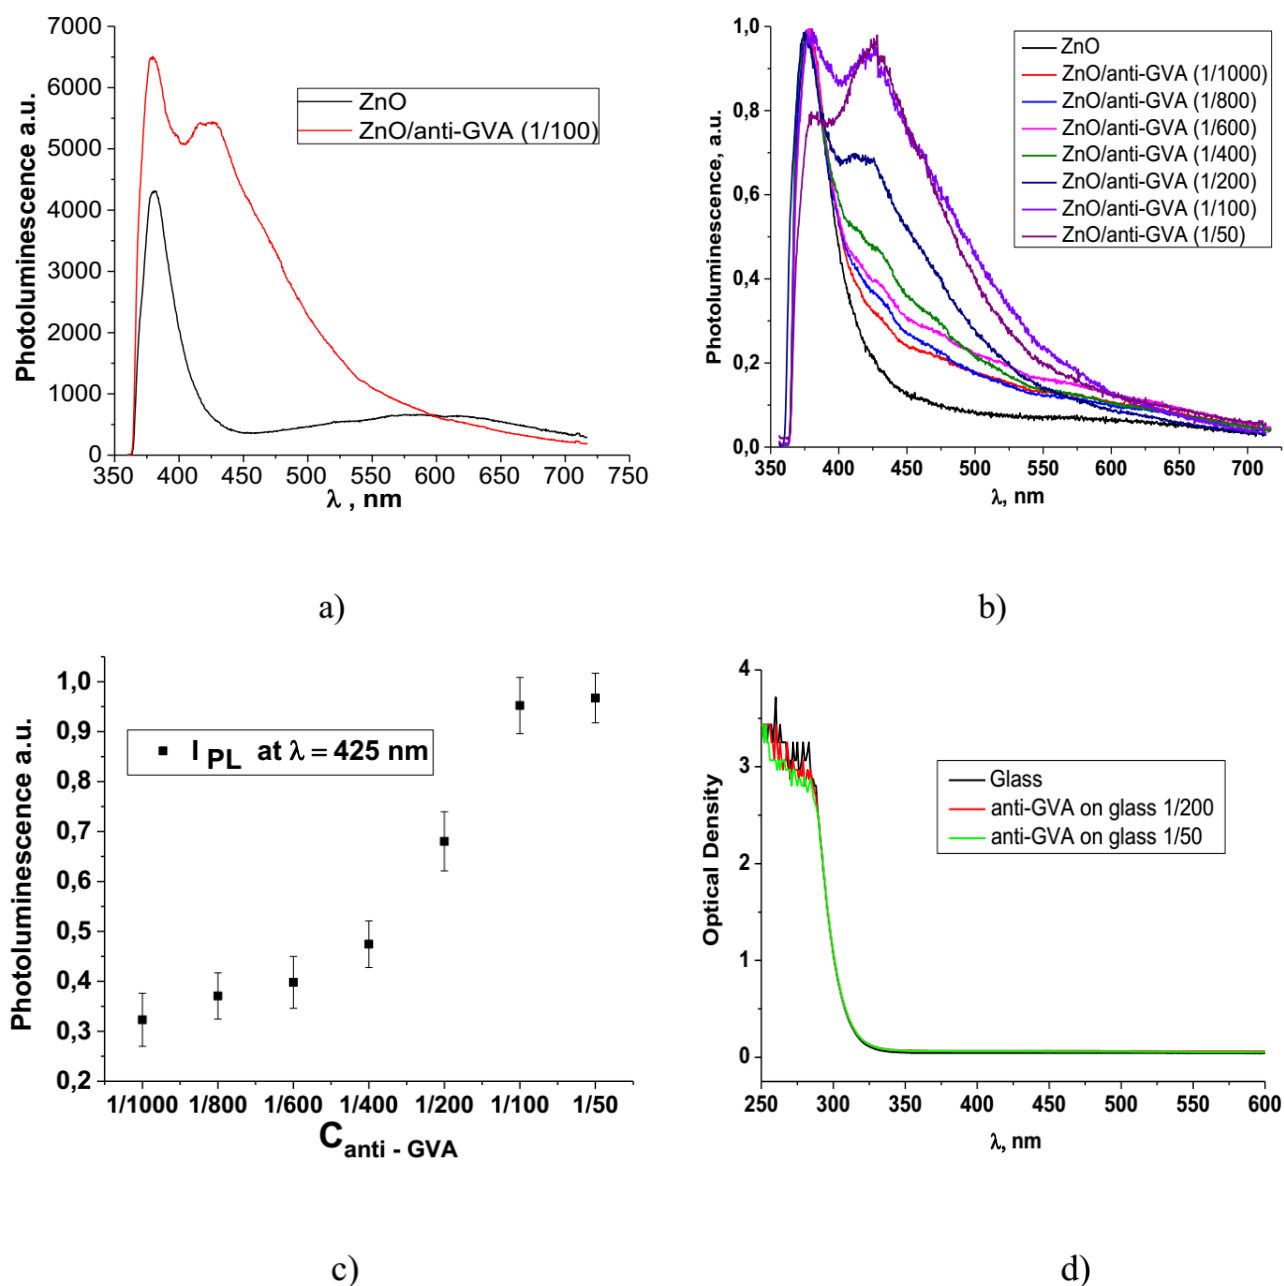 7000
6000
5000
4000
3000
2000
1000
0
Photoluminescence a.u.
ZnO
ZnO/anti-GVA (1/100)
350 400 450 500 550 600 650 700 750
λ , nm
a)
1,0
0,8
0,6
0,4
0,2
0,0
Photoluminescence, a.u.
ZnO
ZnO/anti-GVA (1/1000)
ZnO/anti-GVA (1/800)
ZnO/anti-GVA (1/600)
ZnO/anti-GVA (1/400)
ZnO/anti-GVA (1/200)
ZnO/anti-GVA (1/100)
ZnO/anti-GVA (1/50)
350 400 450 500 550 600 650 700
λ, nm
b)
1,0
0,9
0,8
0,7
0,6
0,5
0,4
0,3
0,2
Photoluminescence a.u.
I PL at λ = 425 nm
1/1000 1/800 1/600 1/400 1/200 1/100 1/50
C anti - GVA
c)
4
3
2
1
0
Optical Density
Glass
anti-GVA on glass 1/200
anti-GVA on glass 1/50
250 300 350 400 450 500 550 600
λ, nm
d)